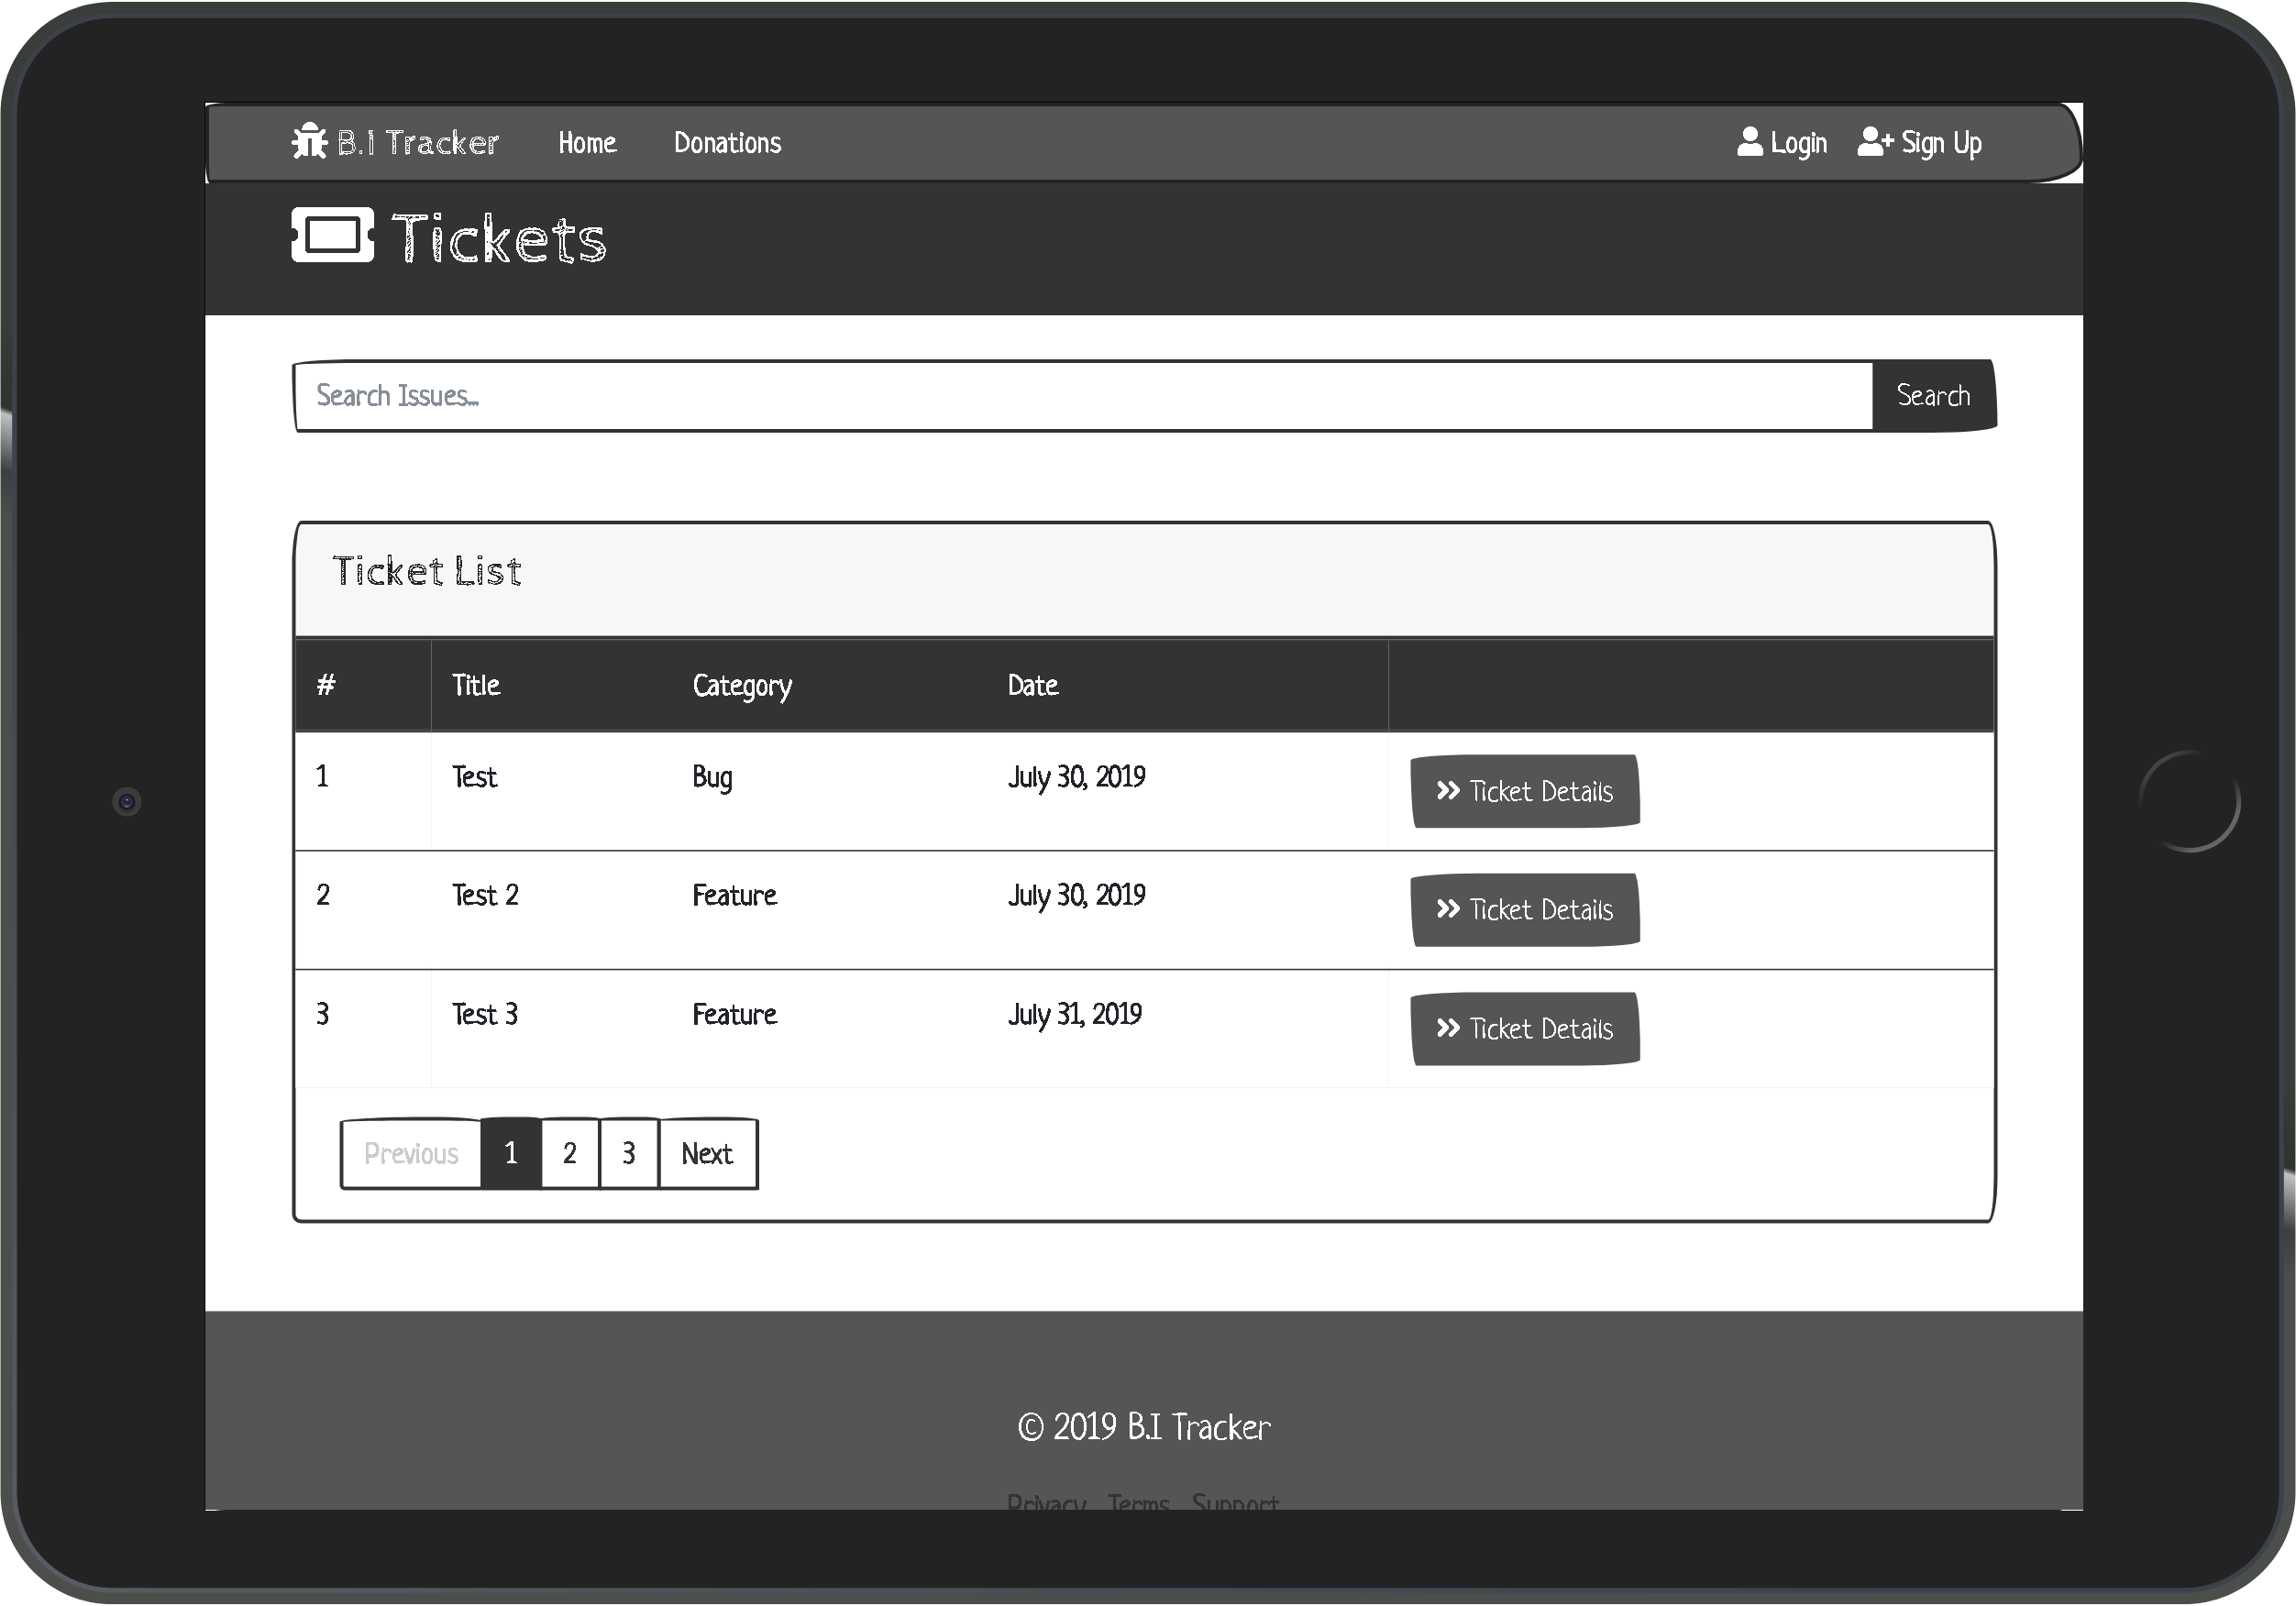 B.I Tracker Home Donations Login Sign Up
Tickets
Search Issues... Search
Ticket List
# Title Category Date
1 Test Bug July 30, 2019 Ticket Details
2 Test 2 Feature July 30, 2019 Ticket Details
3 Test 3 Feature July 31, 2019 Ticket Details
Previous 1 2 3 Next
© 2019 B.I Tracker
Privacy Terms Support